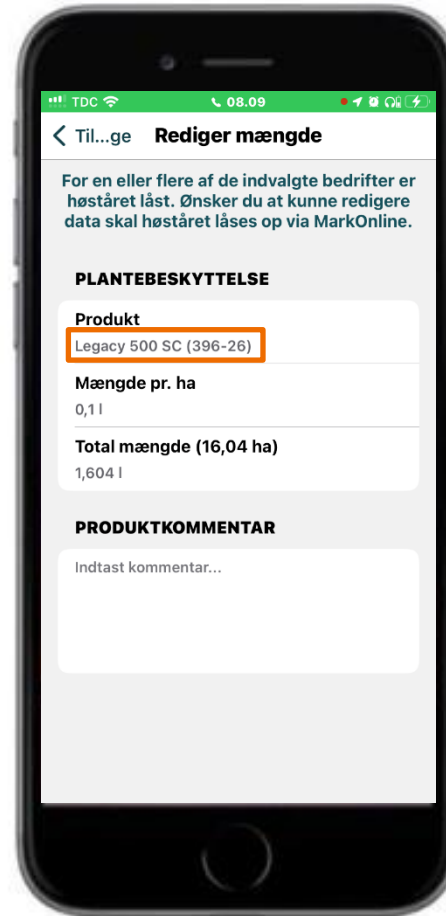 TDC 08.09
Til...ge Rediger mængde
For en eller flere af de indvalgte bedrifter er
høståret låst. Ønsker du at kunne redigere
data skal høståret låses op via MarkOnline.
PLANTEBESKYTTELSE
Produkt
Legacy 500 SC (396-26)
Mængde pr. ha
0,1 l
Total mængde (16,04 ha)
1,604 l
PRODUKTKOMMENTAR
Indtast kommentar...